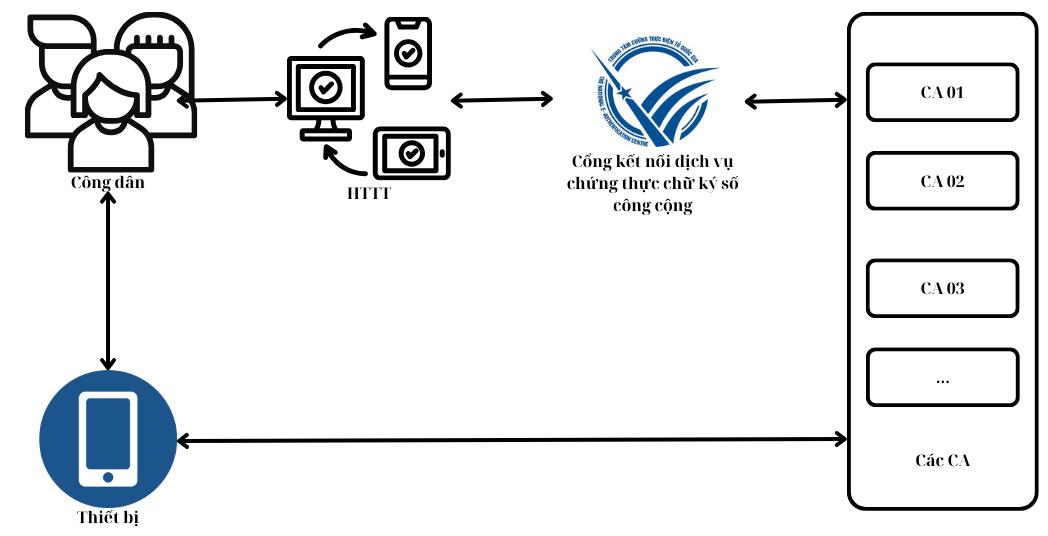 TRUNG TÂM CHỨNG THỰC ĐIỆN TỬ QUỐC GIA
THE NATIONAL E-AUTHENTICATION CENTRE
Công dân
HTTT
Cổng kết nối dịch vụ
chứng thực chữ ký số
công cộng
CA 01
CA 02
CA 03
...
Các CA
Thiết bị